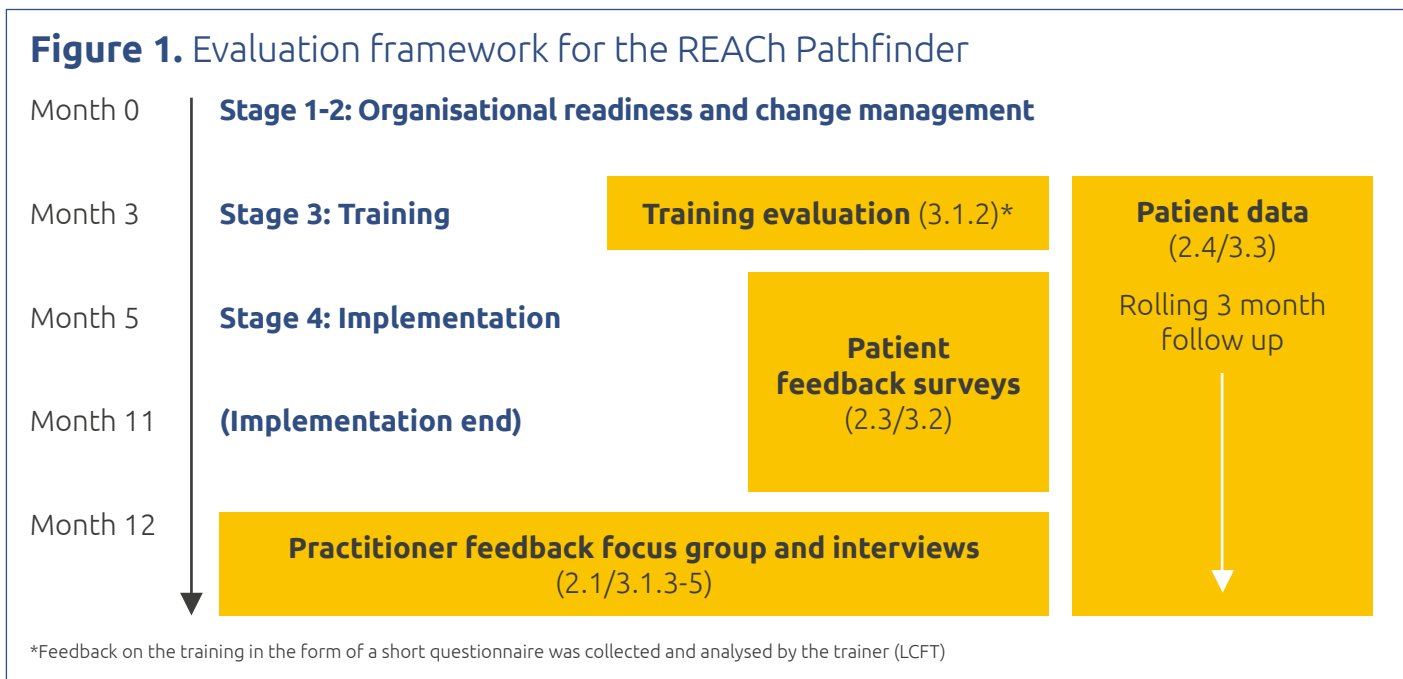 Figure 1. Evaluation framework for the REACh Pathfinder
Month 0
Stage 1-2: Organisational readiness and change management
Month 3
Stage 3: Training
Training evaluation (3.1.2)*
Patient data
(2.4/3.3)
Rolling 3 month
follow up
Month 5
Stage 4: Implementation
Patient
feedback surveys
(2.3/3.2)
Month 11
(Implementation end)
Month 12
Practitioner feedback focus group and interviews
(2.1/3.1.3-5)
*Feedback on the training in the form of a short questionnaire was collected and analysed by the trainer (LCFT)